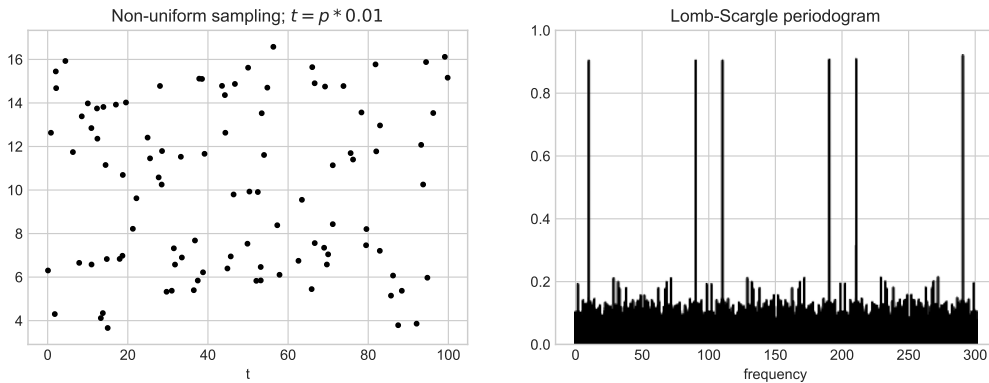 Non-uniform sampling; t = p * 0.01
16
14
12
10
8
6
4
0 20 40 60 80 100
t
Lomb-Scargle periodogram
1.0
0.8
0.6
0.4
0.2
0.0
0 50 100 150 200 250 300
frequency